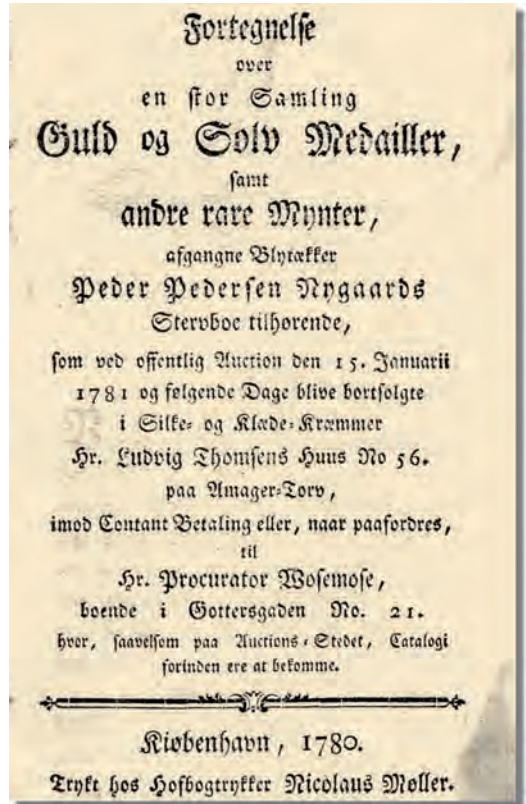 Fortegnelse
over
en stor Samling
Guld og Sølv Medailler,
samt
andre rare Mynter,
afgangne Blytækker
Peder Pedersen Nygaards
Stervboe tilhørende,
som ved offentlig Auction den 15. Januarii
1781 og følgende Dage blive bortsolgte
i Silke- og Klæde-Kræmmer
Hr. Ludvig Thomsens Huus No 56.
paa Amager-Torv,
imod Contant Betaling eller, naar paafordres,
til
Hr. Procurator Wosemose,
boende i Gottersgaden No. 21.
hvor, saavelsom paa Auctions-Stedet, Catalogi
forinden ere at bekomme.
Kiøbenhavn, 1780.
Trykt hos Hofbogtrykker Nicolaus Møller.